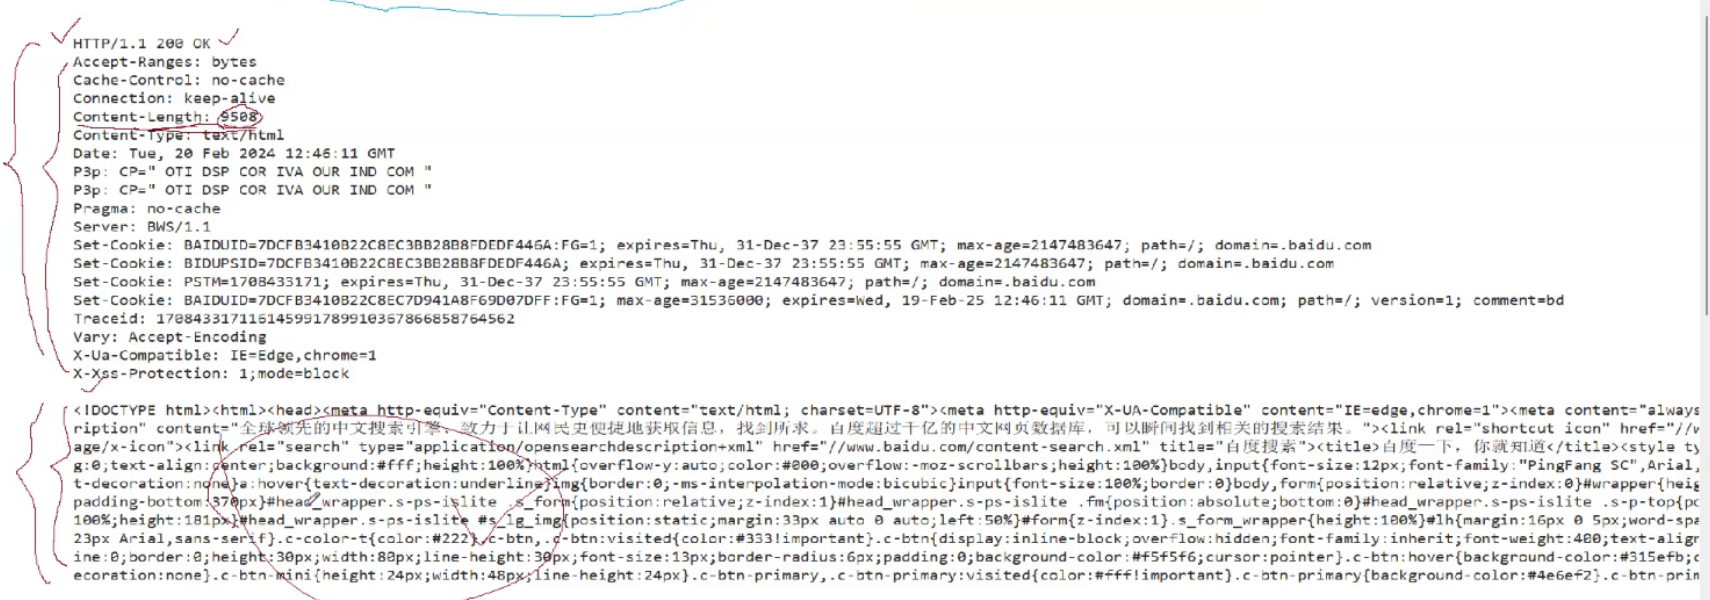 HTTP/1.1 200 OK
Accept-Ranges: bytes
Cache-Control: no-cache
Connection: keep-alive
Content-Length: 9508
Content-Type: text/html
Date: Tue, 20 Feb 2024 12:46:11 GMT
P3p: CP=" OTI DSP COR IVA OUR IND COM "
P3p: CP=" OTI DSP COR IVA OUR IND COM "
Pragma: no-cache
Server: BWS/1.1
Set-Cookie: BAIDUID=7DCFB3410B22C8EC3BB28B8FDEDF446A:FG=1; expires=Thu, 31-Dec-37 23:55:55 GMT; max-age=2147483647; path=/; domain=.baidu.com
Set-Cookie: BIDUPSID=7DCFB3410B22C8EC3BB28B8FDEDF446A; expires=Thu, 31-Dec-37 23:55:55 GMT; max-age=2147483647; path=/; domain=.baidu.com
Set-Cookie: PSTM=1708433171; expires=Thu, 31-Dec-37 23:55:55 GMT; max-age=2147483647; path=/; domain=.baidu.com
Set-Cookie: BAIDUID=7DCFB3410B22C8EC7D941A8F69D07DFF:FG=1; max-age=31536000; expires=Wed, 19-Feb-25 12:46:11 GMT; domain=.baidu.com; path=/; version=1; comment=bd
Traceid: 170843317116145991789910367866858764562
Vary: Accept-Encoding
X-Ua-Compatible: IE=Edge,chrome=1
X-Xss-Protection: 1;mode=block
<!DOCTYPE html><html><head><meta http-equiv="Content-Type" content="text/html; charset=UTF-8"><meta http-equiv="X-UA-Compatible" content="IE=edge,chrome=1"><meta content="always
ription" content="全球领先的中文搜索引擎、致力于让网民更便捷地获取信息，找到所求。百度超过千亿的中文网页数据库，可以瞬间找到相关的搜索结果。"><link rel="shortcut icon" href="//w
age/x-icon"><link rel="search" type="application/opensearchdescription+xml" href="//www.baidu.com/content-search.xml" title="百度搜索"><title>百度一下，你就知道</title><style ty
g:0;text-align:center;background:#fff;height:100%}html{overflow-y:auto;color:#000;overflow:-moz-scrollbars;height:100%}body,input{font-size:12px;font-family:"PingFang SC",Arial,
t-decoration:none}a:hover{text-decoration:underline}img{border:0;-ms-interpolation-mode:bicubic}input{font-size:100%;border:0}body,form{position:relative;z-index:0}#wrapper{heig
padding-bottom:370px}#head_wrapper.s-ps-islite .s_form{position:relative;z-index:1}#head_wrapper.s-ps-islite .fm{position:absolute;bottom:0}#head_wrapper.s-ps-islite .s-p-top{po
100%;height:181px}#head_wrapper.s-ps-islite #s_lg_img{position:static;margin:33px auto 0 auto;left:50%}#form{z-index:1}.s_form_wrapper{height:100%}#lh{margin:16px 0 5px;word-spa
23px Arial,sans-serif}.c-color-t{color:#222}.c-btn,.c-btn:visited{color:#333!important}.c-btn{display:inline-block;overflow:hidden;font-family:inherit;font-weight:400;text-align
ine:0;border:0;height:30px;width:80px;line-height:30px;font-size:13px;border-radius:6px;padding:0;background-color:#f5f5f6;cursor:pointer}.c-btn:hover{background-color:#315efb;c
ecoration:none}.c-btn-mini{height:24px;width:48px;line-height:24px}.c-btn-primary,.c-btn-primary:visited{color:#fff!important}.c-btn-primary{background-color:#4e6ef2}.c-btn-prim